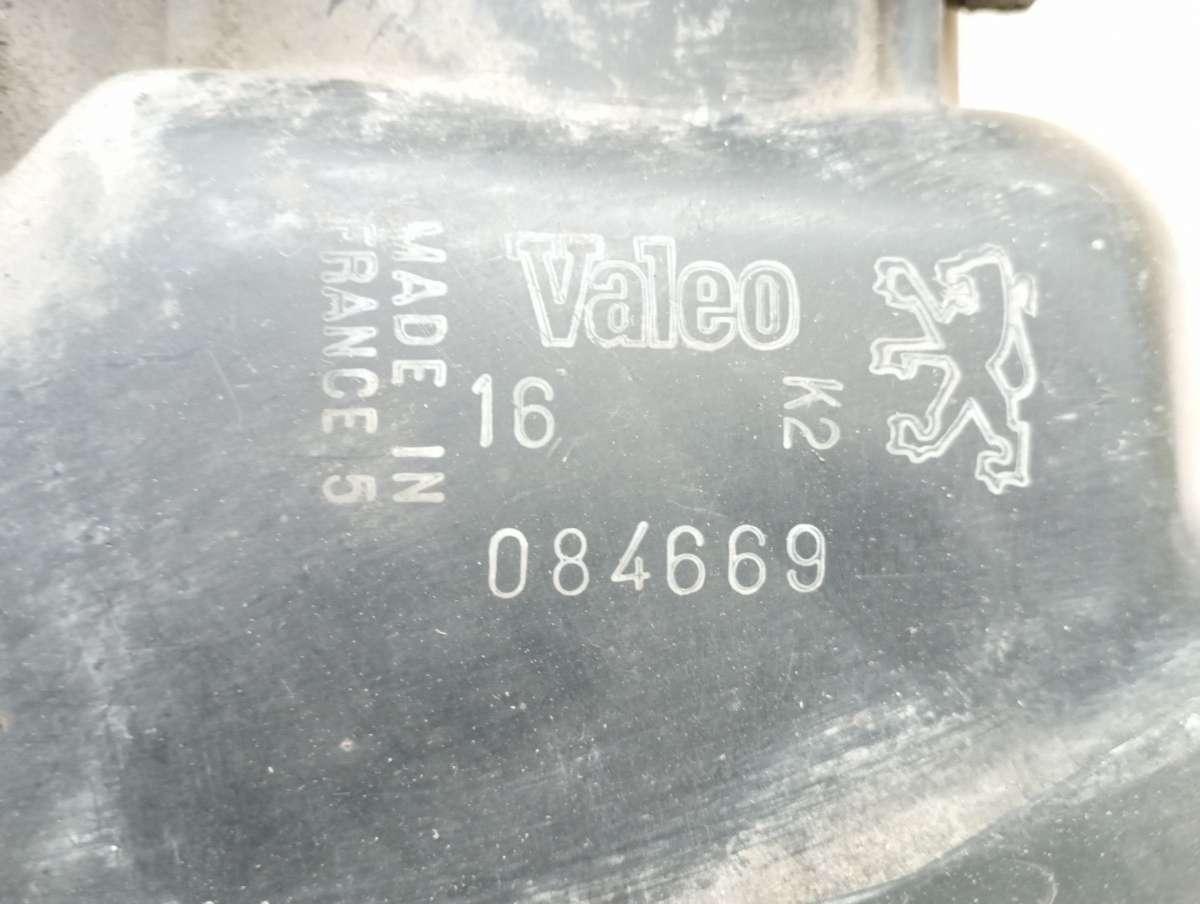 MADE IN
FRANCE 5
Valeo
16
K2
084669